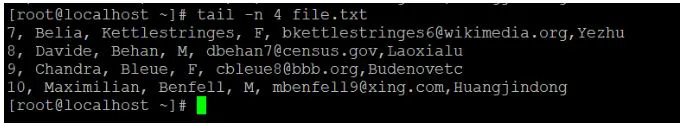 [root@localhost ~]# tail -n 4 file.txt
7, Belia, Kettlestringes, F, bkettlestringes6@wikimedia.org,Yezhu
8, Davide, Behan, M, dbehan7@census.gov,Laoxialu
9, Chandra, Bleue, F, cbleue8@bbb.org,Budenovetc
10, Maximilian, Benfell, M, mbenfell9@xing.com,Huangjindong
[root@localhost ~]#